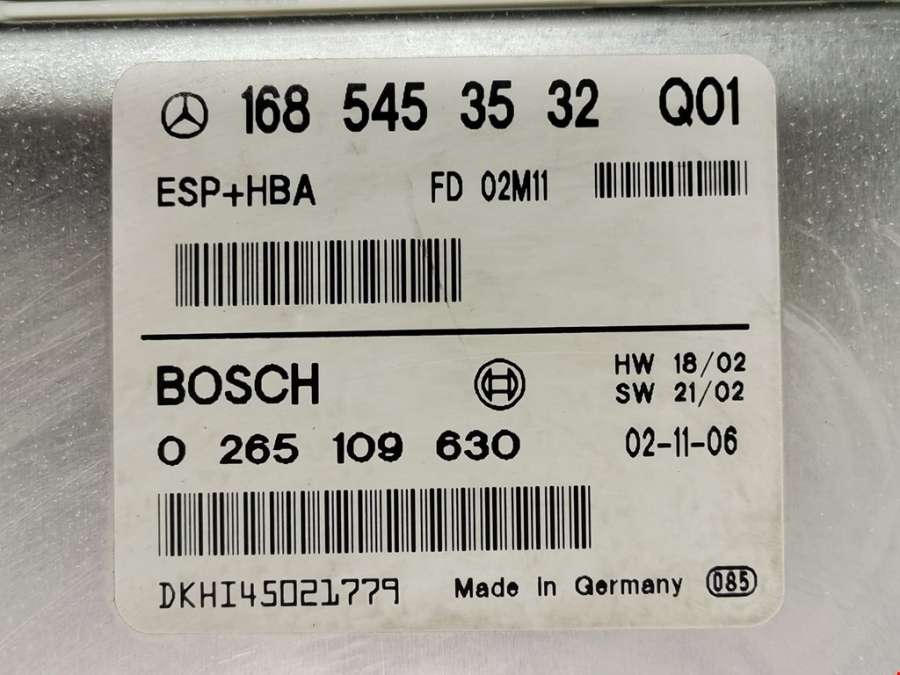 168 545 35 32 Q01
ESP+HBA FD 02M11
BOSCH HW 18/02
SW 21/02
0 265 109 630 02-11-06
DKHI45021779 Made In Germany 085